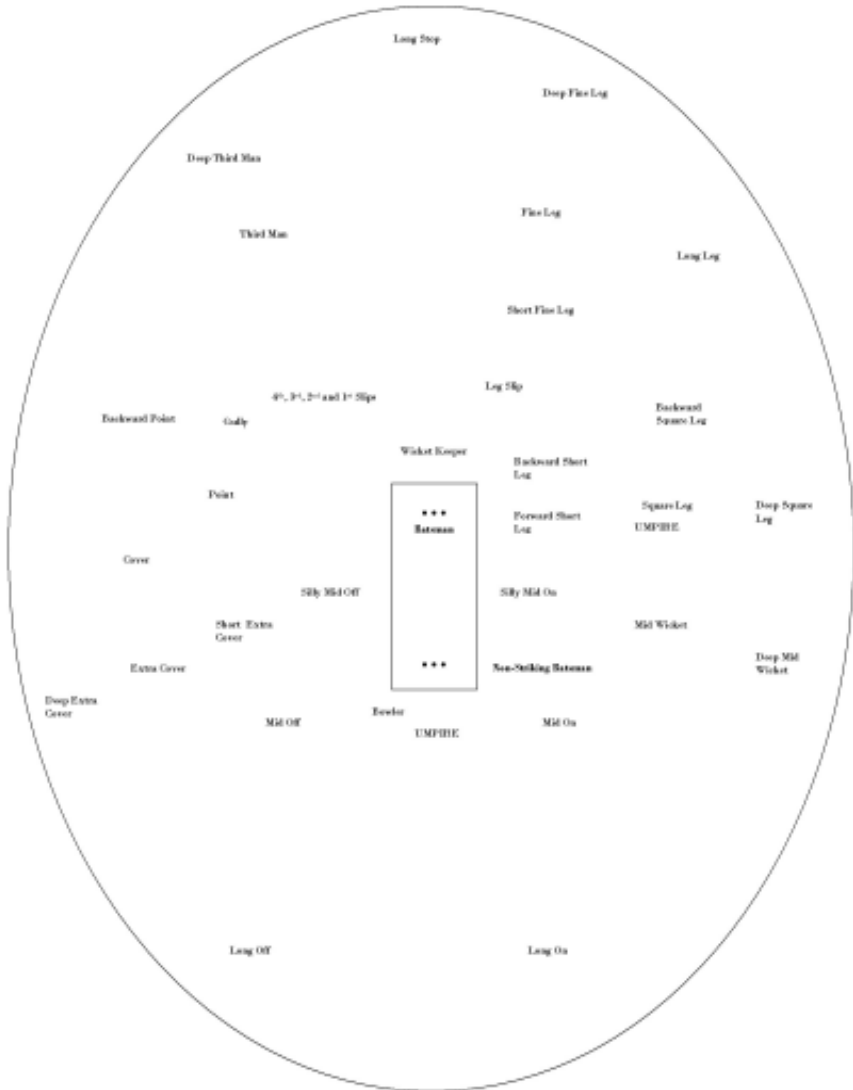 Long Stop
Deep Fine Leg
Deep Third Man
Fine Leg
Third Man
Long Leg
Short Fine Leg
Leg Slip
4th, 3rd, 2nd and 1st Slips
Backward
Square Leg
Backward Point
Gully
Wicket Keeper
Backward Short
Leg
Point
Square Leg
Deep Square
Leg
Forward Short
Leg
UMPIRE
Batsman
Cover
Silly Mid Off
Silly Mid On
Short Extra
Cover
Mid Wicket
Extra Cover
Non-Striking Batsman
Deep Mid
Wicket
Deep Extra
Cover
Bowler
Mid Off
Mid On
UMPIRE
Long Off
Long On